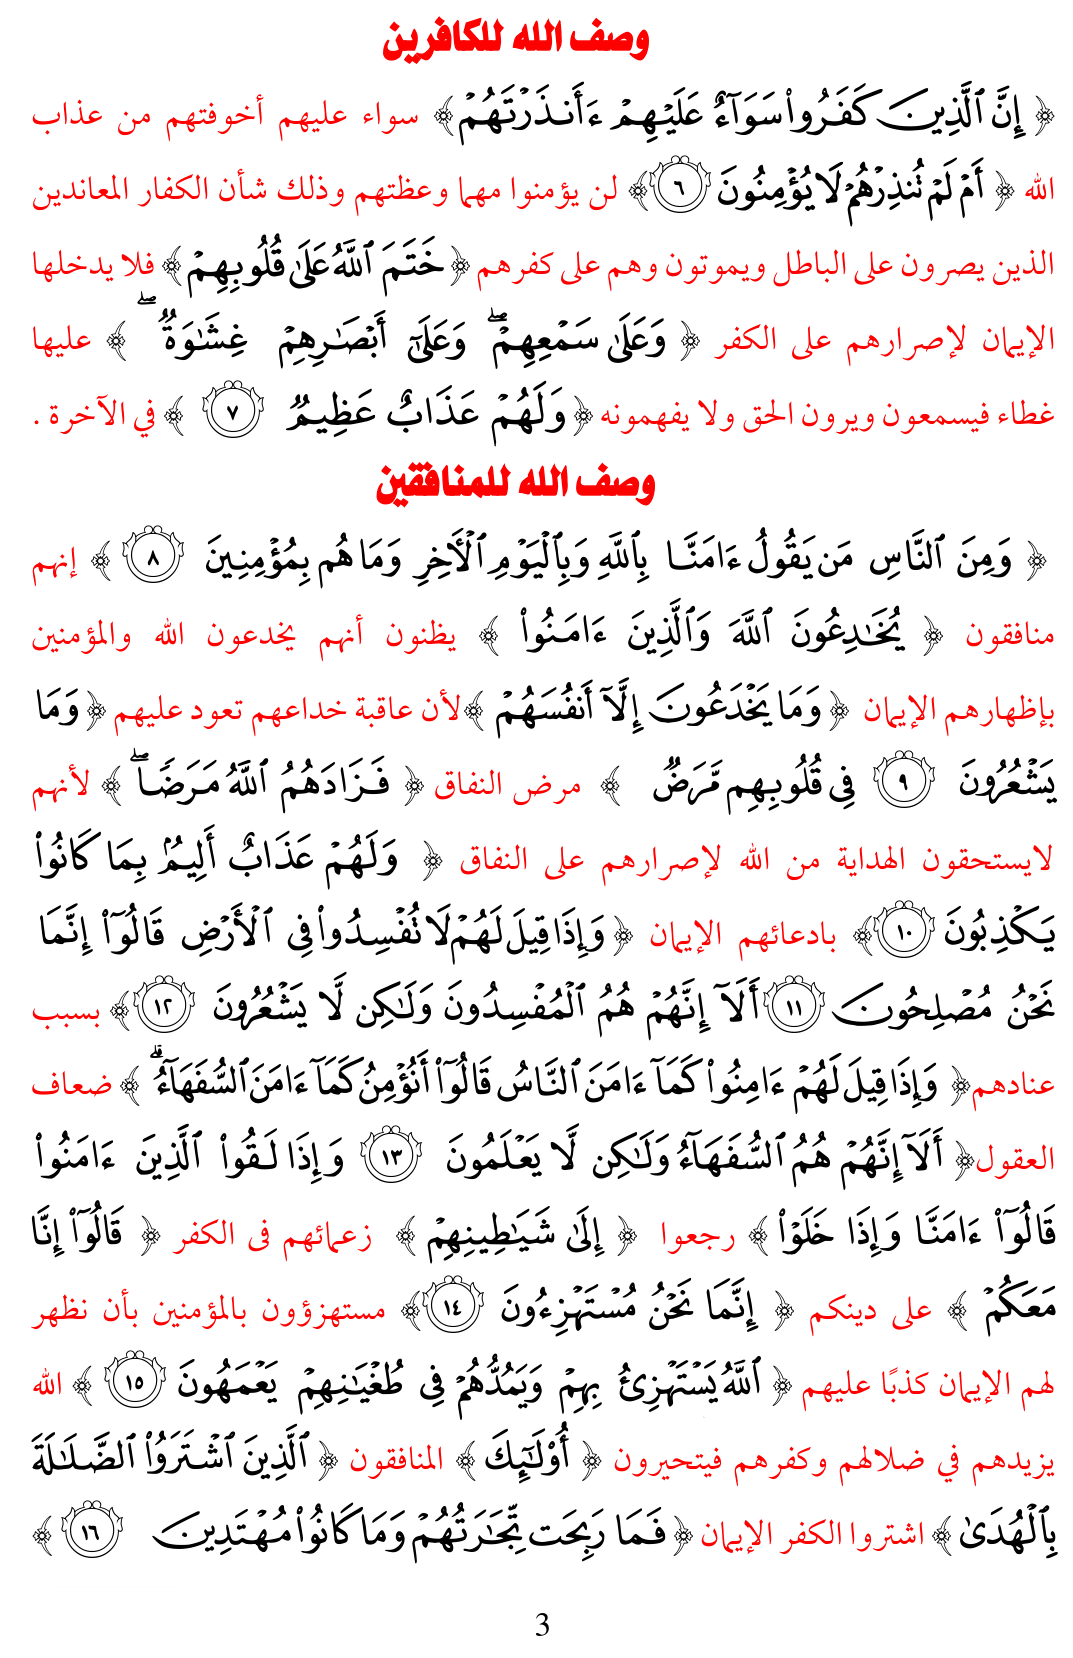 وصف الله للكافرين
﴿ إِنَّ ٱلَّذِينَ كَفَرُوا۟ سَوَآءٌ عَلَيْهِمْ ءَأَنذَرْتَهُمْ﴾ سواء عليهم أخوفتهم من عذاب
الله ﴿ أَمْ لَمْ تُنذِرْهُمْ لَا يُؤْمِنُونَ ٦﴾ لن يؤمنوا مهما وعظتهم وذلك شأن الكفار المعاندين
الذين يصرون على الباطل ويموتون وهم على كفرهم ﴿خَتَمَ ٱللَّهُ عَلَىٰ قُلُوبِهِمْ﴾ فلا يدخلها
الإيمان لإصرارهم على الكفر ﴿ وَعَلَىٰ سَمْعِهِمْ ۖ وَعَلَىٰٓ أَبْصَـٰرِهِمْ غِشَـٰوَةٌ ۖ ﴾ عليها
غطاء فيسمعون ويرون الحق ولا يفهمونه ﴿وَلَهُمْ عَذَابٌ عَظِيمٌ ٧ ﴾ في الآخرة .
وصف الله للمنافقين
﴿ وَمِنَ ٱلنَّاسِ مَن يَقُولُ ءَامَنَّا بِٱللَّهِ وَبِٱلْيَوْمِ ٱلْـَٔاخِرِ وَمَا هُم بِمُؤْمِنِينَ ٨ ﴾ إنهم
منافقون ﴿ يُخَـٰدِعُونَ ٱللَّهَ وَٱلَّذِينَ ءَامَنُوا۟ ﴾ يظنون أنهم يخدعون الله والمؤمنين
بإظهارهم الإيمان ﴿وَمَا يَخْدَعُونَ إِلَّآ أَنفُسَهُمْ ﴾لأن عاقبة خداعهم تعود عليهم ﴿وَمَا
يَشْعُرُونَ ٩ فِى قُلُوبِهِم مَّرَضٌ ﴾ مرض النفاق ﴿ فَزَادَهُمُ ٱللَّهُ مَرَضًا ۖ ﴾ لأنهم
لايستحقون الهداية من الله لإصرارهم على النفاق ﴿ وَلَهُمْ عَذَابٌ أَلِيمٌۢ بِمَا كَانُوا۟
يَكْذِبُونَ ١٠﴾ بادعائهم الإيمان ﴿وَإِذَا قِيلَ لَهُمْ لَا تُفْسِدُوا۟ فِى ٱلْأَرْضِ قَالُوٓا۟ إِنَّمَا
نَحْنُ مُصْلِحُونَ ١١ أَلَآ إِنَّهُمْ هُمُ ٱلْمُفْسِدُونَ وَلَـٰكِن لَّا يَشْعُرُونَ ١٢﴾ بسبب
عنادهم﴿ وَإِذَا قِيلَ لَهُمْ ءَامِنُوا۟ كَمَآ ءَامَنَ ٱلنَّاسُ قَالُوٓا۟ أَنُؤْمِنُ كَمَآ ءَامَنَ ٱلسُّفَهَآءُ ۗ ﴾ ضعاف
العقول﴿ أَلَآ إِنَّهُمْ هُمُ ٱلسُّفَهَآءُ وَلَـٰكِن لَّا يَعْلَمُونَ ١٣ وَإِذَا لَقُوا۟ ٱلَّذِينَ ءَامَنُوا۟
قَالُوٓا۟ ءَامَنَّا وَإِذَا خَلَوْا۟ ﴾ رجعوا ﴿ إِلَىٰ شَيَـٰطِينِهِمْ ﴾ زعمائهم فى الكفر ﴿ قَالُوٓا۟ إِنَّا
مَعَكُمْ ﴾ على دينكم ﴿ إِنَّمَا نَحْنُ مُسْتَهْزِءُونَ ١٤﴾ مستهزؤون بالمؤمنين بأن نظهر
لهم الإيمان كذبًا عليهم ﴿ ٱللَّهُ يَسْتَهْزِئُ بِهِمْ وَيَمُدُّهُمْ فِى طُغْيَـٰنِهِمْ يَعْمَهُونَ ١٥ ﴾ الله
يزيدهم في ضلالهم وكفرهم فيتحيرون ﴿ أُو۟لَـٰٓئِكَ ﴾ المنافقون ﴿ ٱلَّذِينَ ٱشْتَرَوُا۟ ٱلضَّلَـٰلَةَ
بِٱلْهُدَىٰ ﴾ اشتروا الكفر الإيمان ﴿فَمَا رَبِحَت تِّجَـٰرَتُهُمْ وَمَا كَانُوا۟ مُهْتَدِينَ ١٦ ﴾
3